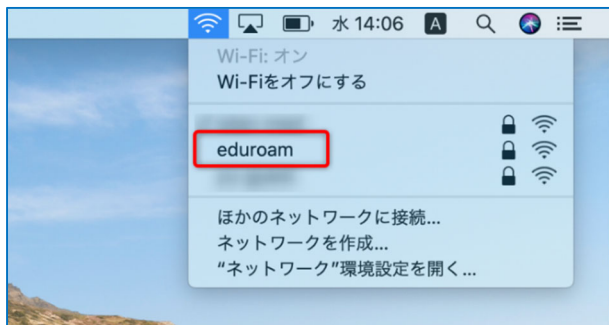 水 14:06 A
Wi-Fi: オン
Wi-Fiをオフにする
eduroam
ほかのネットワークに接続...
ネットワークを作成...
“ネットワーク”環境設定を開く...